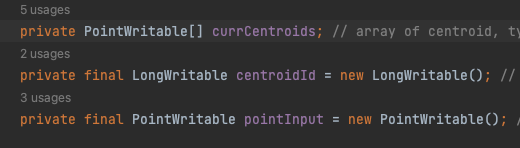 5 usages
private PointWritable[] currCentroids; // array of centroid,
2 usages
private final LongWritable centroidId = new LongWritable(); //
3 usages
private final PointWritable pointInput = new PointWritable();